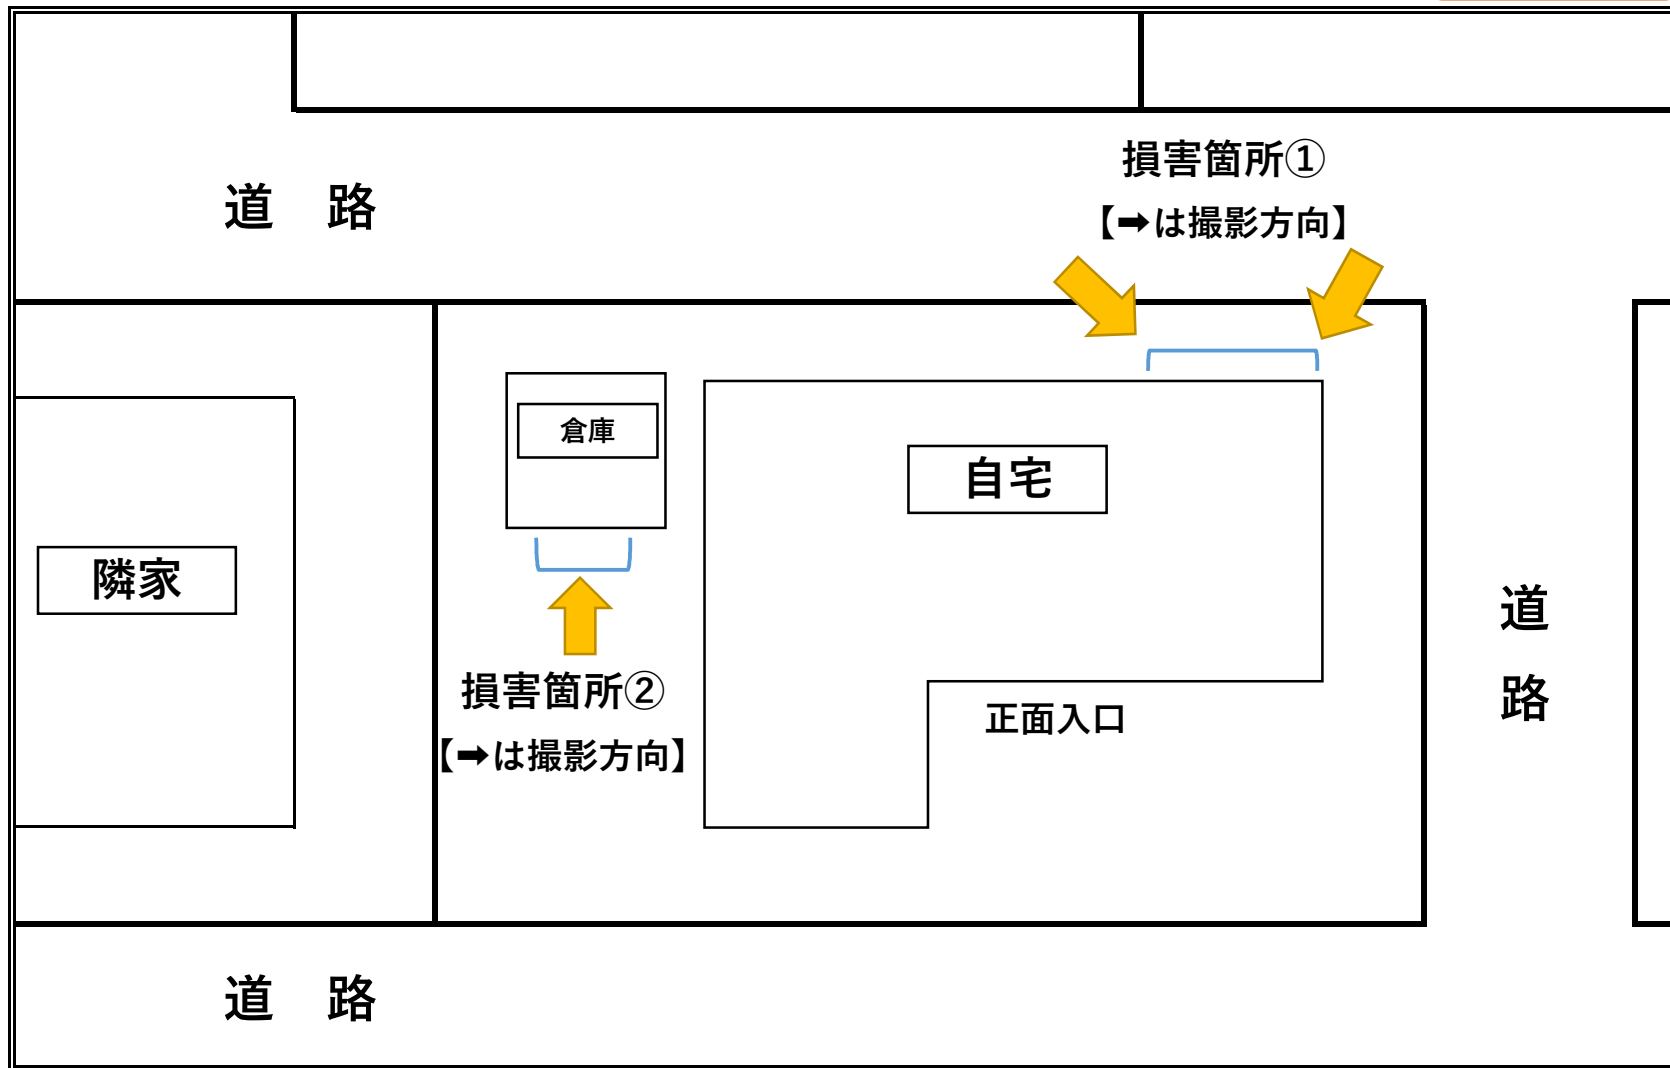 損害箇所①
【➡は撮影方向】
道　路
倉庫
自宅
隣家
道
路
損害箇所②
【➡は撮影方向】
正面入口
道　路